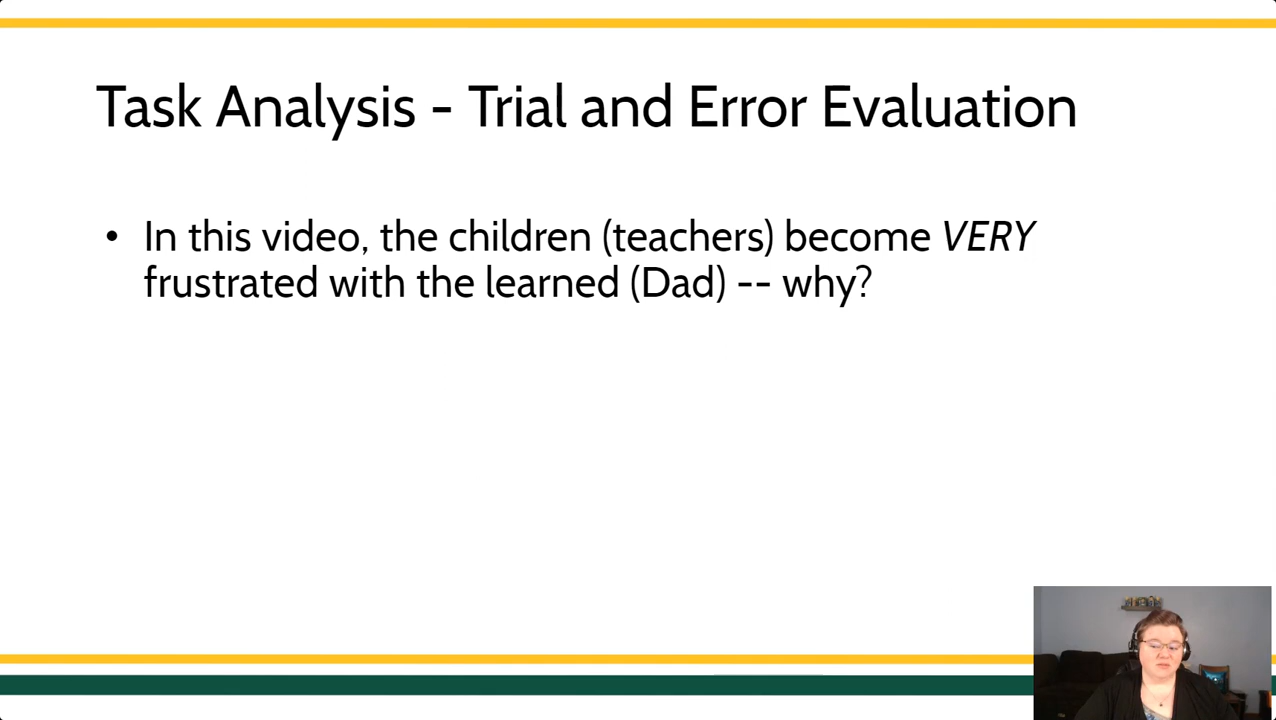 Task Analysis - Trial and Error Evaluation
• In this video, the children (teachers) become VERY
frustrated with the learned (Dad) -- why?